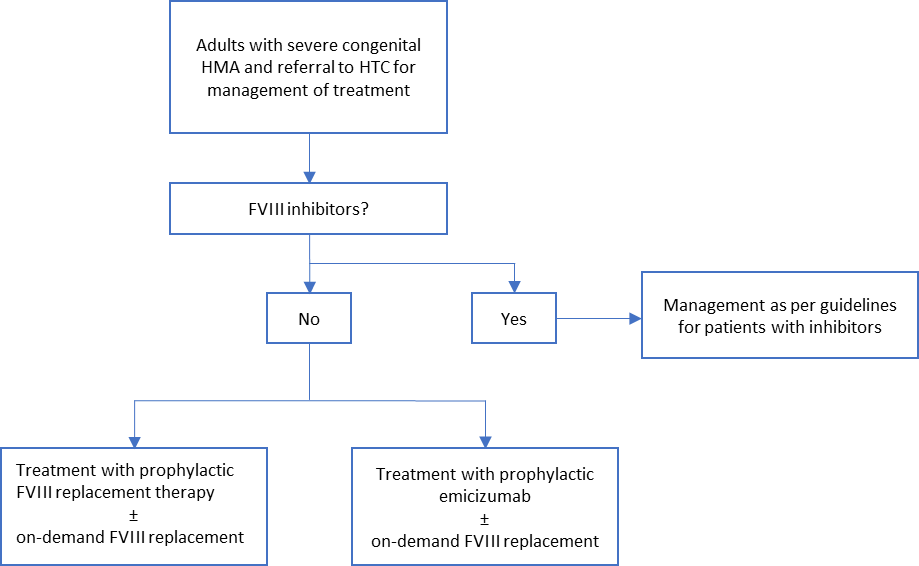 Adults with severe congenital
HMA and referral to HTC for
management of treatment
FVIII inhibitors?
No
Yes
Management as per guidelines
for patients with inhibitors
Treatment with prophylactic
FVIII replacement therapy
±
on-demand FVIII replacement
Treatment with prophylactic
emicizumab
±
on-demand FVIII replacement